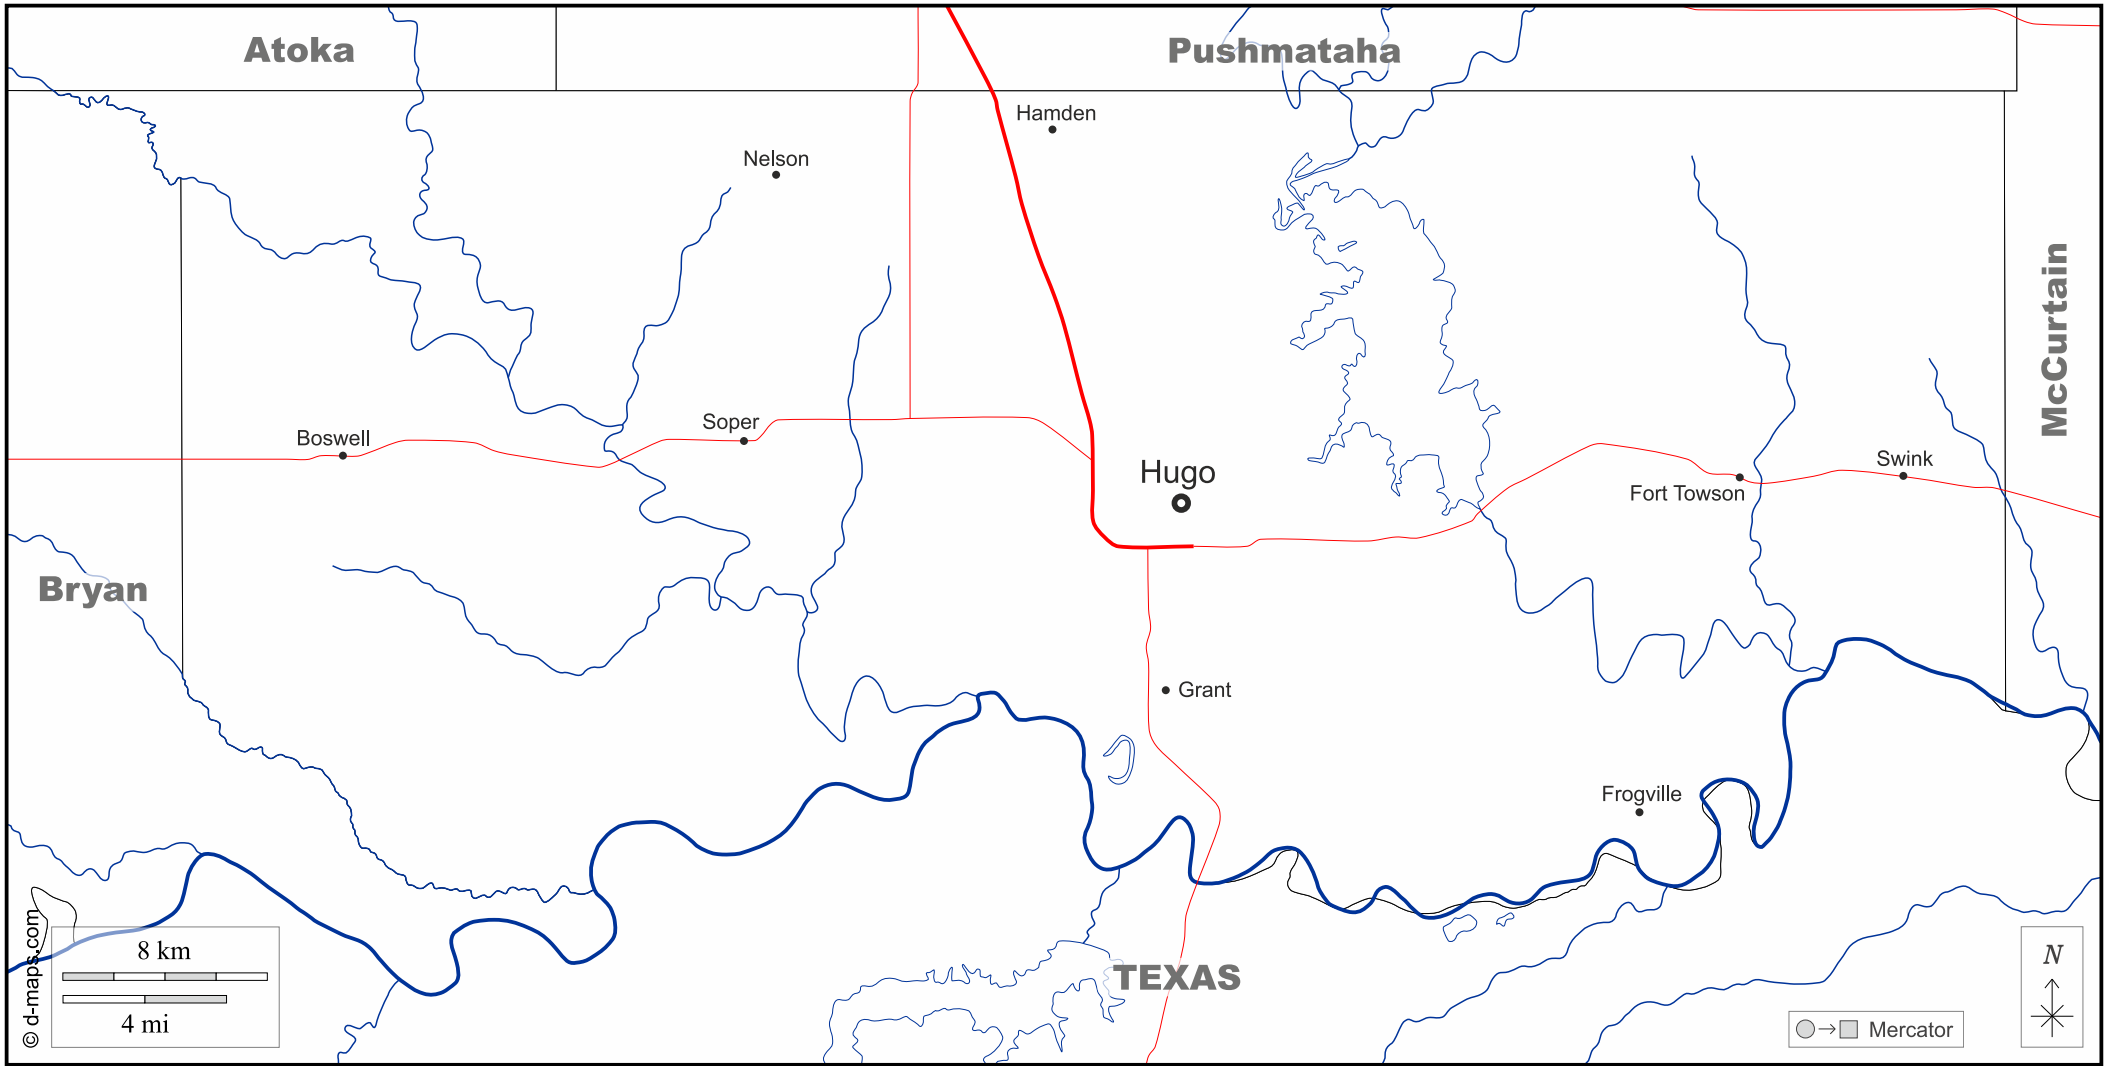 Atoka
Pushmataha
Hamden
Nelson
McCurtain
Soper
Boswell
Hugo
Swink
Fort Towson
Bryan
Grant
Frogville
TEXAS
8 km
4 mi
© d-maps.com
N
Mercator